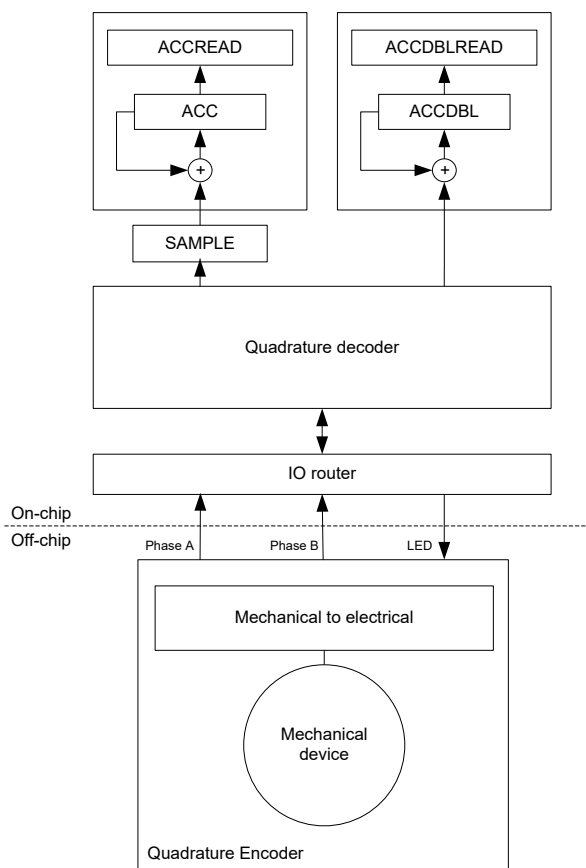 ACCREAD
ACCDBLREAD
ACC
ACCDBL
+
+
SAMPLE
Quadrature decoder
IO router
On-chip
Off-chip
Phase A
Phase B
LED
Mechanical to electrical
Mechanical
device
Quadrature Encoder